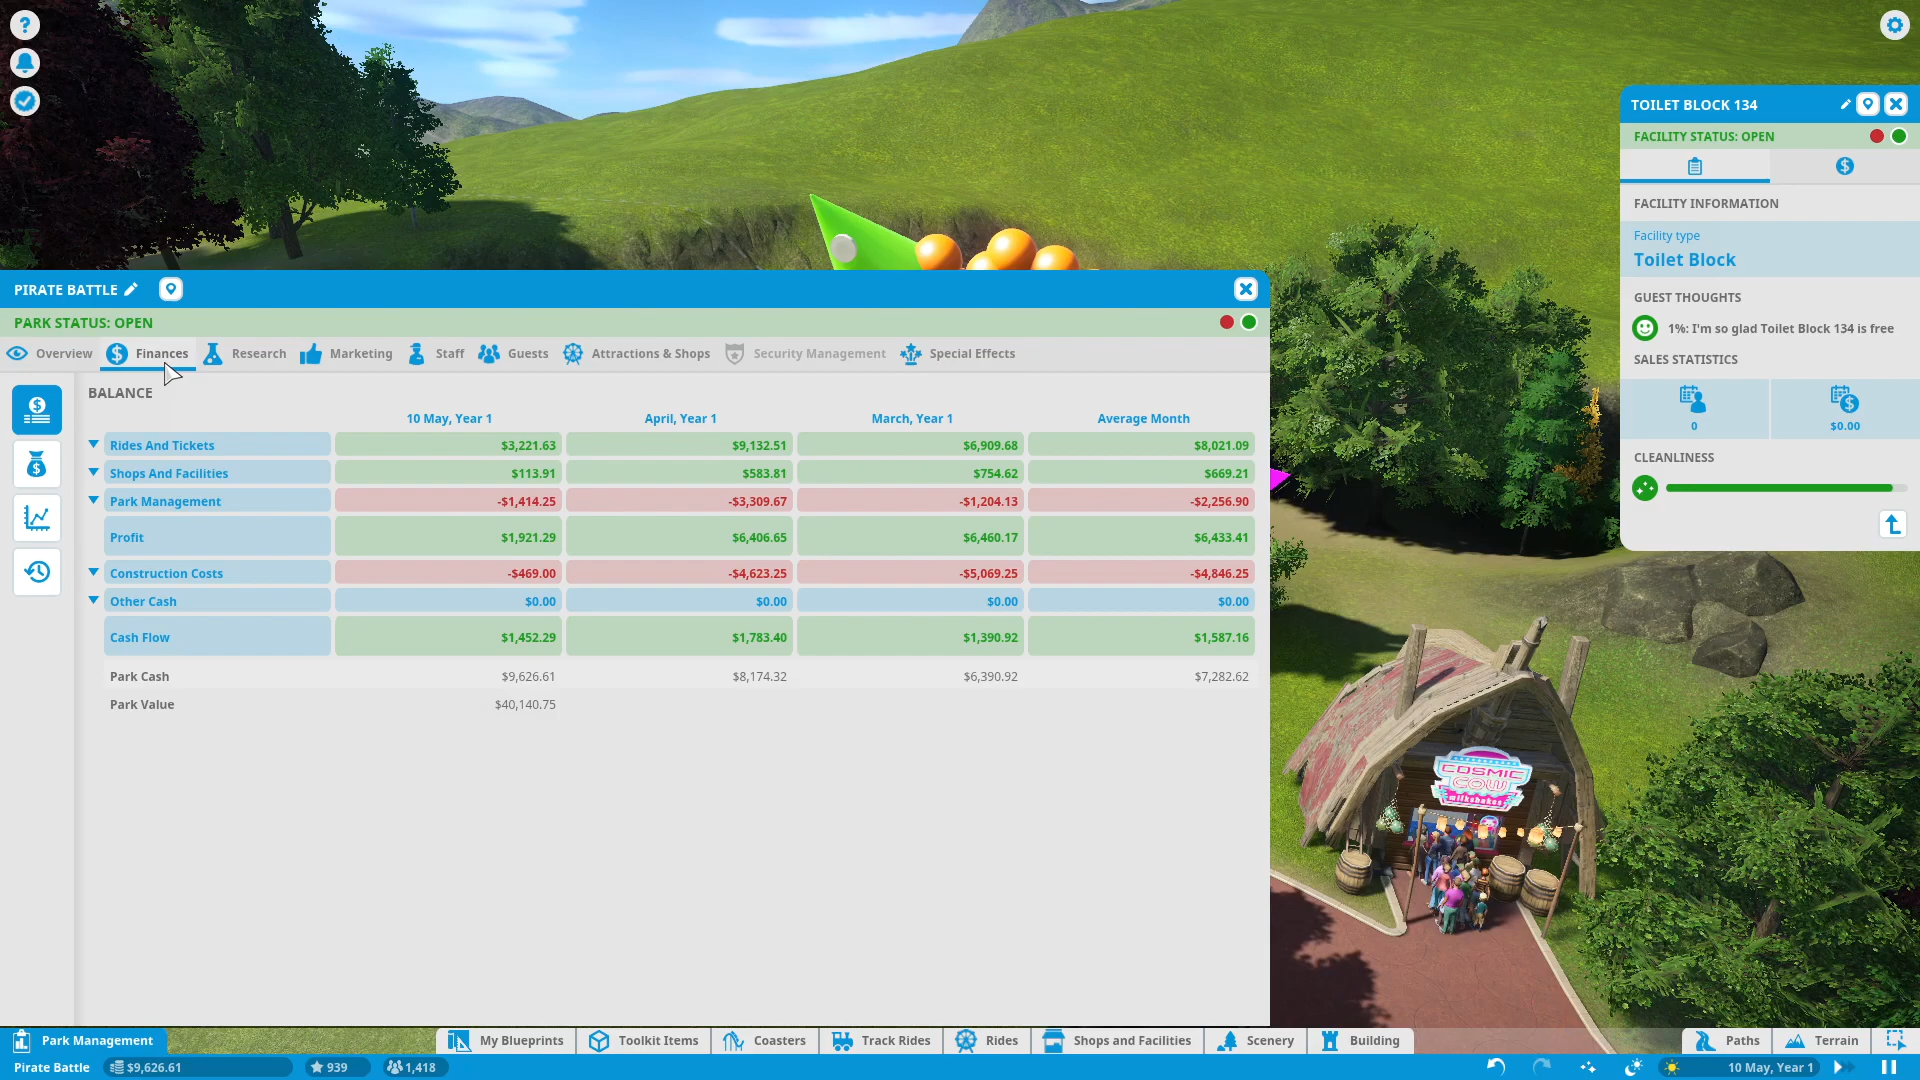 TOILET BLOCK 134
FACILITY STATUS: OPEN
FACILITY INFORMATION
Facility type
Toilet Block
GUEST THOUGHTS
1%: I'm so glad Toilet Block 134 is free
SALES STATISTICS
0 $0.00
CLEANLINESS
PIRATE BATTLE
PARK STATUS: OPEN
Overview Finances Research Marketing Staff Guests Attractions & Shops Security Management Special Effects
BALANCE
10 May, Year 1 April, Year 1 March, Year 1 Average Month
Rides And Tickets $3,221.63 $9,132.51 $6,909.68 $8,021.09
Shops And Facilities $113.91 $583.81 $754.62 $669.21
Park Management -$1,414.25 -$3,309.67 -$1,204.13 -$2,256.90
Profit $1,921.29 $6,406.65 $6,460.17 $6,433.41
Construction Costs -$469.00 -$4,623.25 -$5,069.25 -$4,846.25
Other Cash $0.00 $0.00 $0.00 $0.00
Cash Flow $1,452.29 $1,783.40 $1,390.92 $1,587.16
Park Cash $9,626.61 $8,174.32 $6,390.92 $7,282.62
Park Value $40,140.75
COSMIC
COW
milkshakes
Park Management My Blueprints Toolkit Items Coasters Track Rides Rides Shops and Facilities Scenery Building Paths Terrain
Pirate Battle $9,626.61 939 1,418 10 May, Year 1